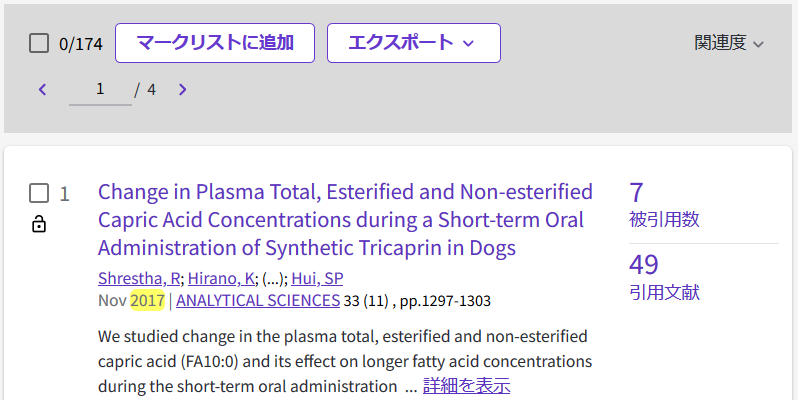 0/174 マークリストに追加 エクスポート 関連度
1 / 4
1 Change in Plasma Total, Esterified and Non-esterified
Capric Acid Concentrations during a Short-term Oral
Administration of Synthetic Tricaprin in Dogs
Shrestha, R; Hirano, K; (...); Hui, SP
Nov 2017 | ANALYTICAL SCIENCES 33 (11) , pp.1297-1303
We studied change in the plasma total, esterified and non-esterified
capric acid (FA10:0) and its effect on longer fatty acid concentrations
during the short-term oral administration ... 詳細を表示
7
被引用数
49
引用文献